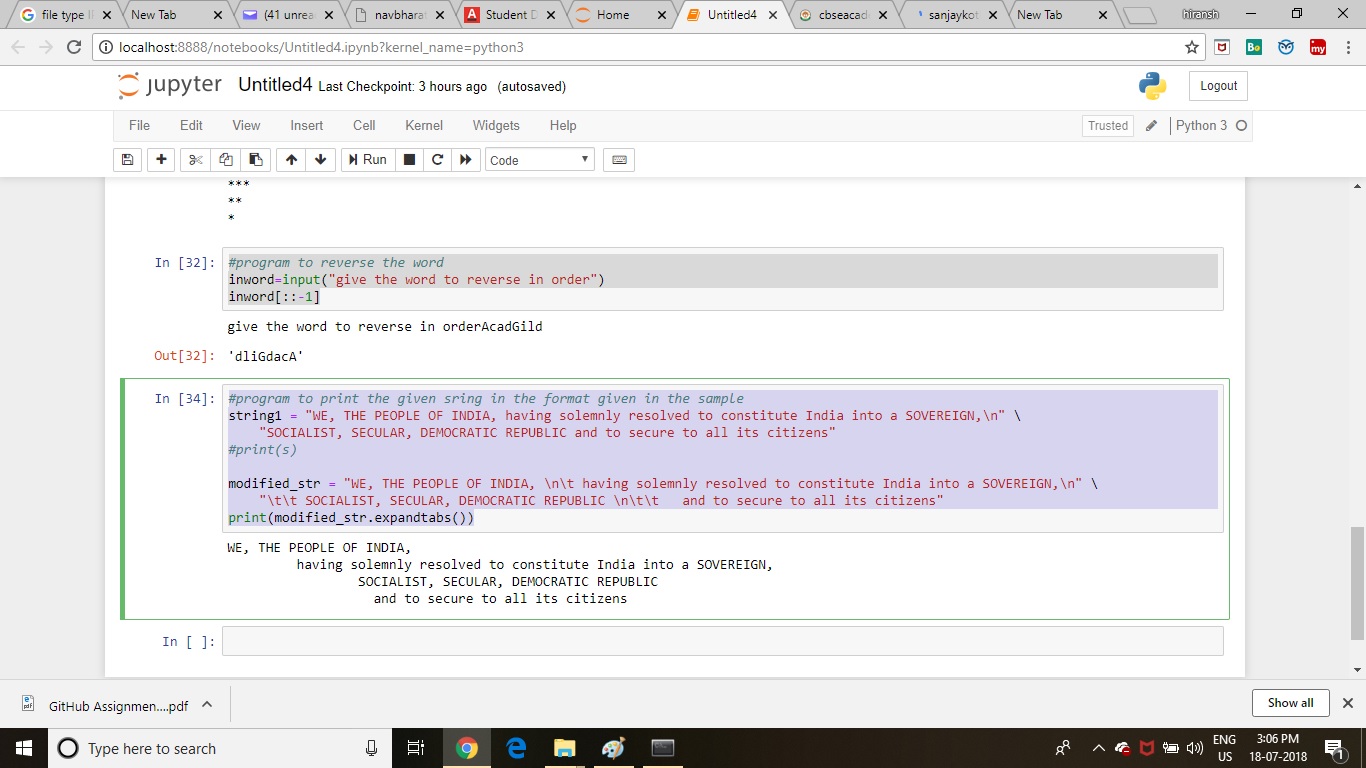 file type I
New Tab
(41 unrea
navbharat
Student D
Home
Untitled4
cbseacad
sanjaykot
New Tab
hiransh
localhost:8888/notebooks/Untitled4.ipynb?kernel_name=python3
jupyter Untitled4 Last Checkpoint: 3 hours ago (autosaved)
Logout
File Edit View Insert Cell Kernel Widgets Help
Trusted Python 3
Run Code
***
**
*
In [32]: #program to reverse the word
inword=input("give the word to reverse in order")
inword[::-1]
give the word to reverse in orderAcadGild
Out[32]: 'dliGdacA'
In [34]: #program to print the given sring in the format given in the sample
string1 = "WE, THE PEOPLE OF INDIA, having solemnly resolved to constitute India into a SOVEREIGN,\n" \
"SOCIALIST, SECULAR, DEMOCRATIC REPUBLIC and to secure to all its citizens"
#print(s)
modified_str = "WE, THE PEOPLE OF INDIA, \n\t having solemnly resolved to constitute India into a SOVEREIGN,\n" \
"\t\t SOCIALIST, SECULAR, DEMOCRATIC REPUBLIC \n\t\t   and to secure to all its citizens"
print(modified_str.expandtabs())
WE, THE PEOPLE OF INDIA,
having solemnly resolved to constitute India into a SOVEREIGN,
SOCIALIST, SECULAR, DEMOCRATIC REPUBLIC
and to secure to all its citizens
In [ ]:
GitHub Assignmen....pdf
Show all
Type here to search
ENG
US
3:06 PM
18-07-2018
1